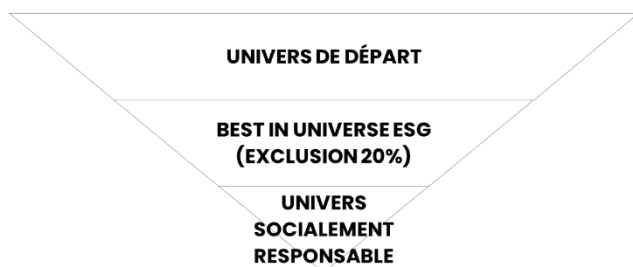 UNIVERS DE DÉPART
BEST IN UNIVERSE ESG
(EXCLUSION 20%)
UNIVERS
SOCIALEMENT
RESPONSABLE